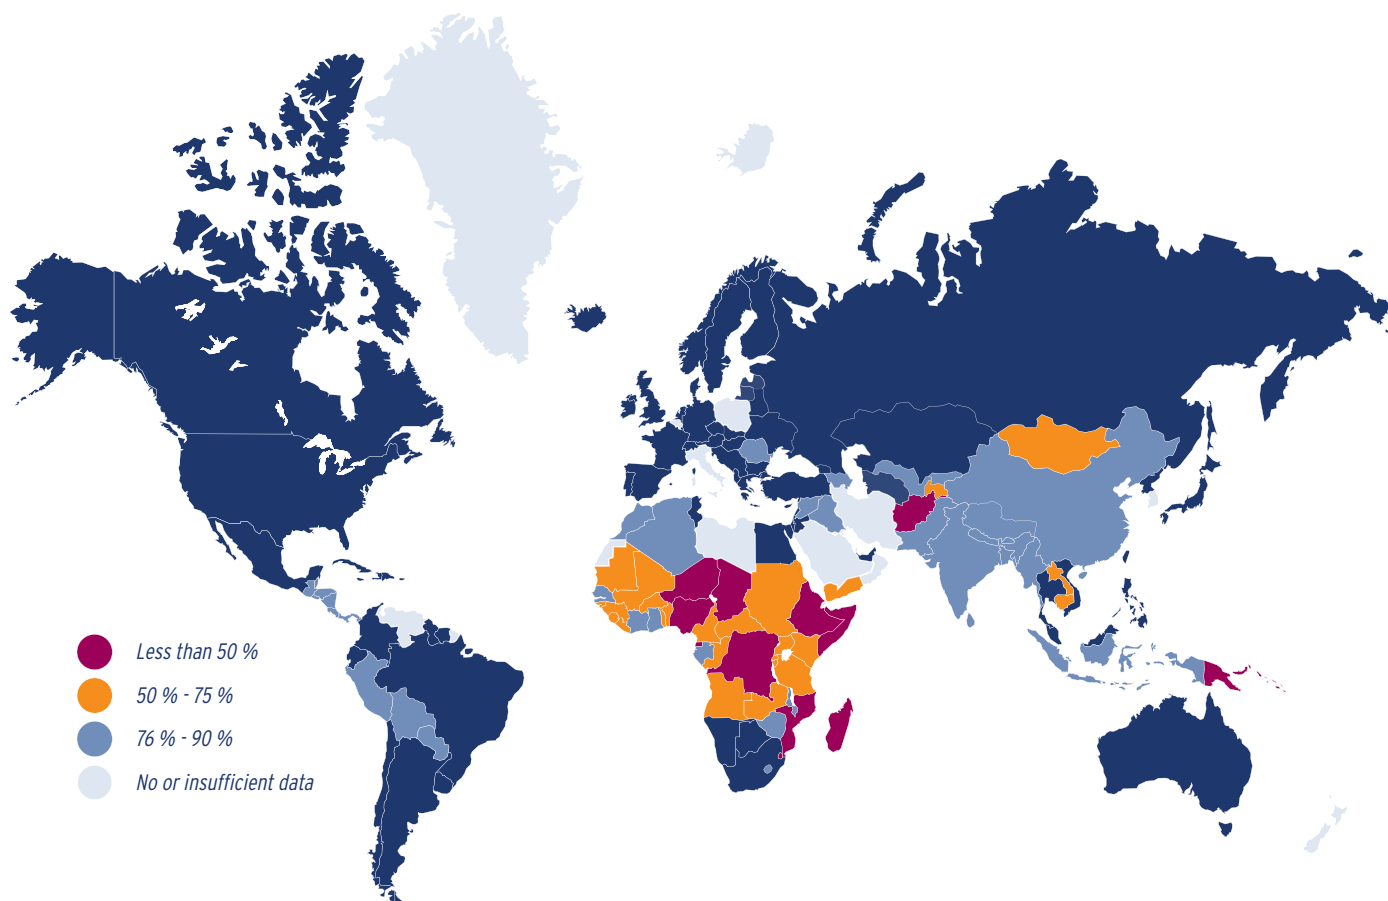 Less than 50 %
50 % - 75 %
76 % - 90 %
No or insufficient data